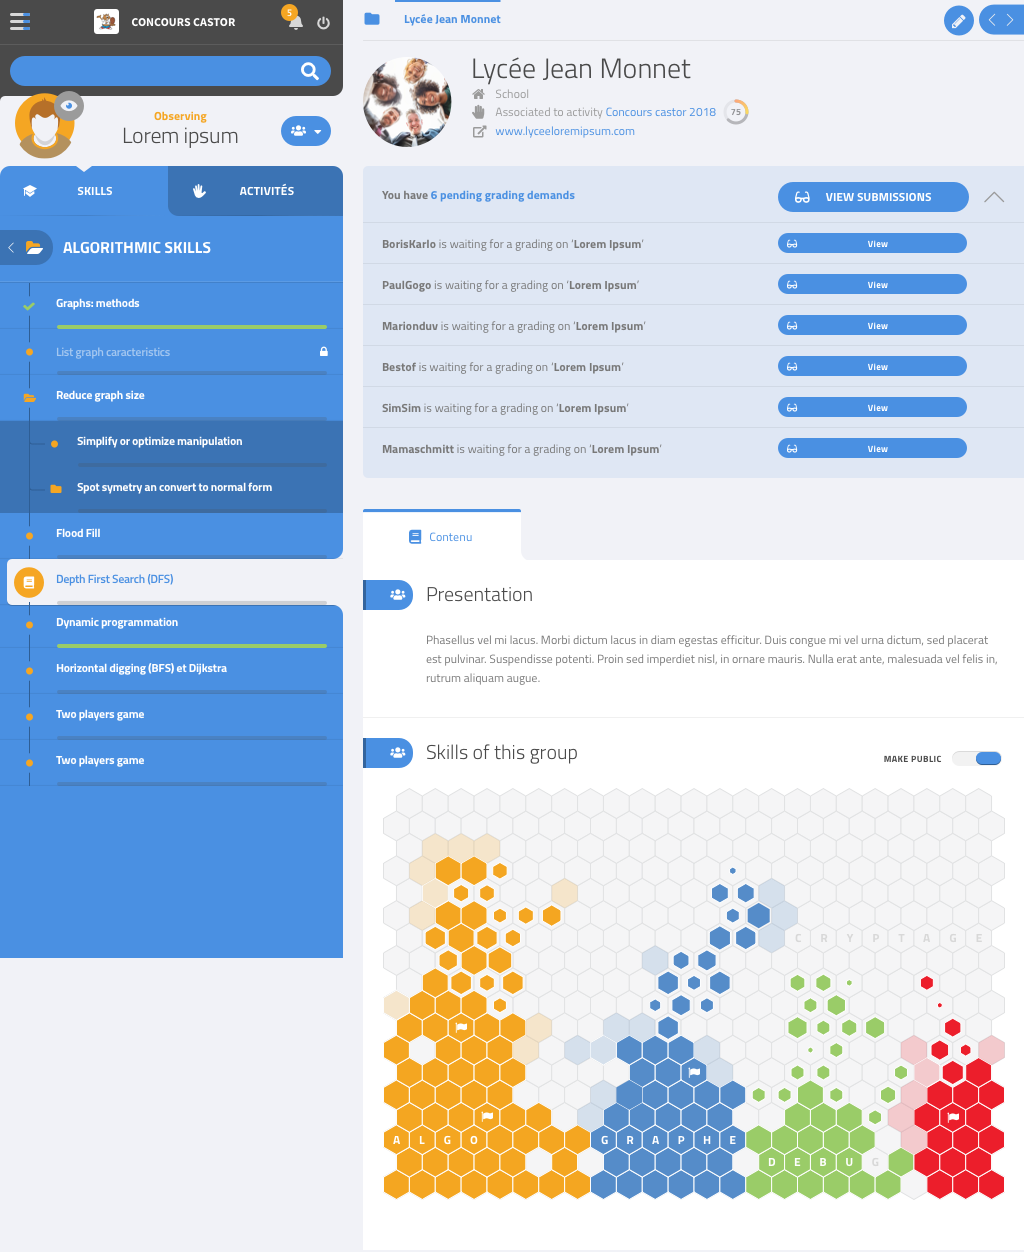 CONCOURS CASTOR
5
Observing
Lorem ipsum
SKILLS
ACTIVITÉS
ALGORITHMIC SKILLS
Graphs: methods
List graph caracteristics
Reduce graph size
Simplify or optimize manipulation
Spot symetry an convert to normal form
Flood Fill
Depth First Search (DFS)
Dynamic programmation
Horizontal digging (BFS) et Dijkstra
Two players game
Two players game
Lycée Jean Monnet
Lycée Jean Monnet
School
Associated to activity Concours castor 2018
75
www.lyceeloremipsum.com
You have 6 pending grading demands
VIEW SUBMISSIONS
BorisKarlo is waiting for a grading on 'Lorem Ipsum'
View
PaulGogo is waiting for a grading on 'Lorem Ipsum'
View
Marionduv is waiting for a grading on 'Lorem Ipsum'
View
Bestof is waiting for a grading on 'Lorem Ipsum'
View
SimSim is waiting for a grading on 'Lorem Ipsum'
View
Mamaschmitt is waiting for a grading on 'Lorem Ipsum'
View
Contenu
Presentation
Phasellus vel mi lacus. Morbi dictum lacus in diam egestas efficitur. Duis congue mi vel urna dictum, sed placerat
est pulvinar. Suspendisse potenti. Proin sed imperdiet nisl, in ornare mauris. Nulla erat ante, malesuada vel felis in,
rutrum aliquam augue.
Skills of this group
MAKE PUBLIC
CRYPTAGE
ALGO
GRAPHE
DEBUG